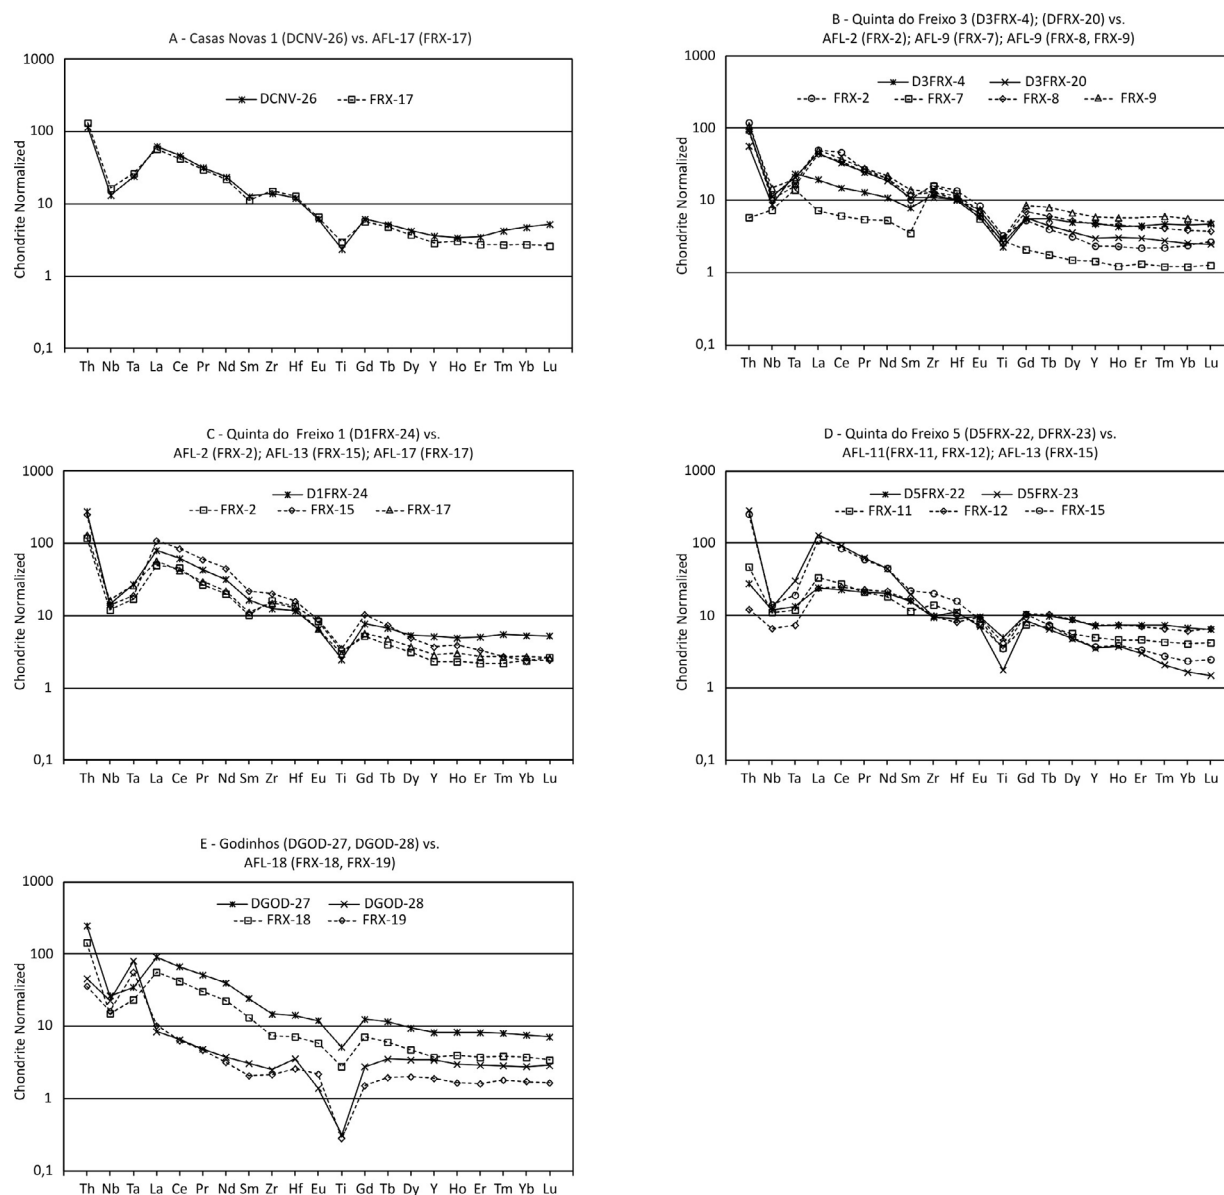 A - Casas Novas 1 (DCNV-26) vs. AFL-17 (FRX-17)
Chondrite Normalized
1000
100
10
1
0,1
DCNV-26 FRX-17
Th Nb Ta La Ce Pr Nd Sm Zr Hf Eu Ti Gd Tb Dy Y Ho Er Tm Yb Lu
B - Quinta do Freixo 3 (D3FRX-4); (DFRX-20) vs.
AFL-2 (FRX-2); AFL-9 (FRX-7); AFL-9 (FRX-8, FRX-9)
Chondrite Normalized
1000
100
10
1
0,1
D3FRX-4 D3FRX-20
FRX-2 FRX-7 FRX-8 FRX-9
Th Nb Ta La Ce Pr Nd Sm Zr Hf Eu Ti Gd Tb Dy Y Ho Er Tm Yb Lu
C - Quinta do Freixo 1 (D1FRX-24) vs.
AFL-2 (FRX-2); AFL-13 (FRX-15); AFL-17 (FRX-17)
Chondrite Normalized
1000
100
10
1
0,1
D1FRX-24
FRX-2 FRX-15 FRX-17
Th Nb Ta La Ce Pr Nd Sm Zr Hf Eu Ti Gd Tb Dy Y Ho Er Tm Yb Lu
D - Quinta do Freixo 5 (D5FRX-22, DFRX-23) vs.
AFL-11(FRX-11, FRX-12); AFL-13 (FRX-15)
Chondrite Normalized
1000
100
10
1
0,1
D5FRX-22 D5FRX-23
FRX-11 FRX-12 FRX-15
Th Nb Ta La Ce Pr Nd Sm Zr Hf Eu Ti Gd Tb Dy Y Ho Er Tm Yb Lu
E - Godinhos (DGOD-27, DGOD-28) vs.
AFL-18 (FRX-18, FRX-19)
Chondrite Normalized
1000
100
10
1
0,1
DGOD-27 DGOD-28
FRX-18 FRX-19
Th Nb Ta La Ce Pr Nd Sm Zr Hf Eu Ti Gd Tb Dy Y Ho Er Tm Yb Lu